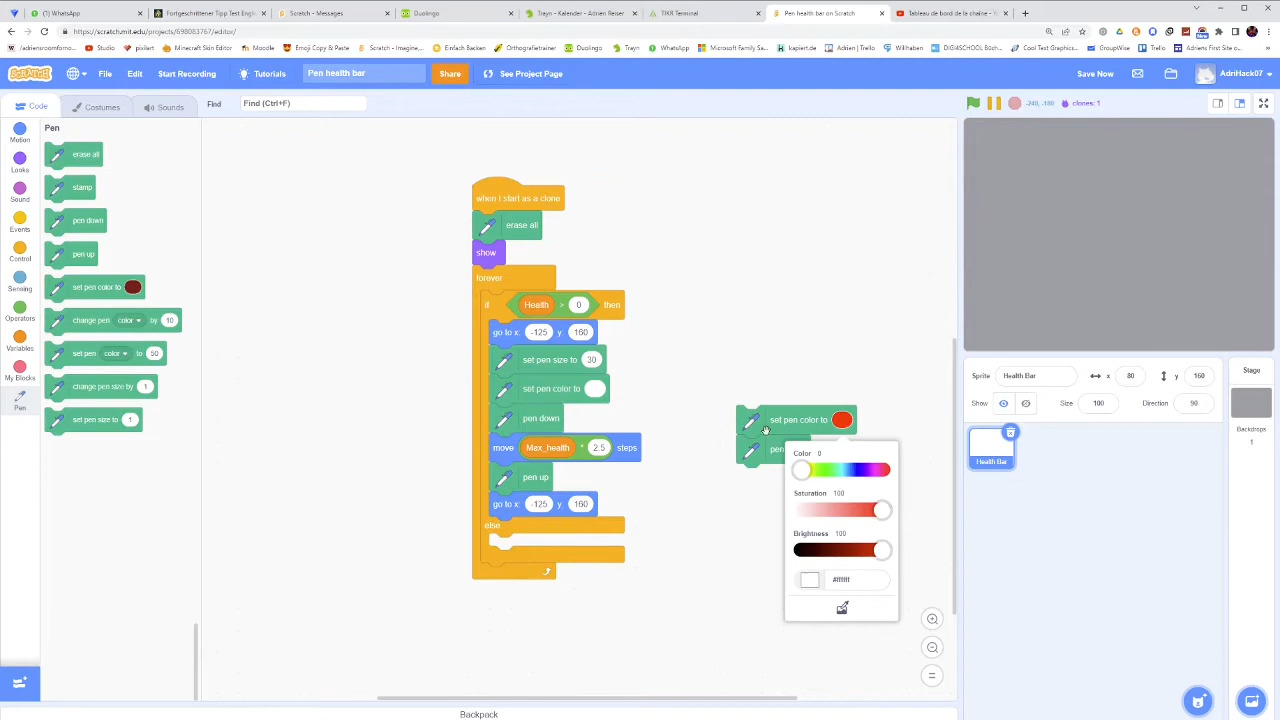 (1) WhatsApp
Fortgeschrittener Tipp Test Engl
Scratch - Messages
Duolingo
Trayn - Kalender - Adrien Reiser
TIKR Terminal
Pen health bar on Scratch
Tableau de bord de la chaîne - Y
scratch.mit.edu/projects/698083767/editor/
Studio
pixlart
Minecraft Skin Editor
Moodle
Emoji Copy & Paste
Scratch - Imagine,
Einfach Backen
Orthografietrainer
Duolingo
Trayn
WhatsApp
Microsoft Family Sa
kapiert.de
Adrien | Trello
Willhaben
DIGI4SCHOOL Büch
Cool Text Graphics
GroupWise
Trello
Adriens First Site o
SCRATCH
File
Edit
Start Recording
Tutorials
Pen health bar
Share
See Project Page
Save Now
AdriHack07
Code
Costumes
Sounds
Find
Find (Ctrl+F)
-240, -180
clones: 1
Motion
Looks
Sound
Events
Control
Sensing
Operators
Variables
My Blocks
Pen
Pen
erase all
stamp
pen down
pen up
set pen color to
change pen color by 10
set pen color to 50
change pen size by 1
set pen size to 1
when I start as a clone
erase all
show
forever
if Health > 0 then
go to x: -125 y: 160
set pen size to 30
set pen color to
pen down
move Max_health * 2.5 steps
pen up
go to x: -125 y: 160
else
set pen color to
pen
Color 0
Saturation 100
Brightness 100
#ffffff
Sprite
Health Bar
x 80
y 160
Show
Size 100
Direction 90
Health Bar
Stage
Backdrops
1
Backpack